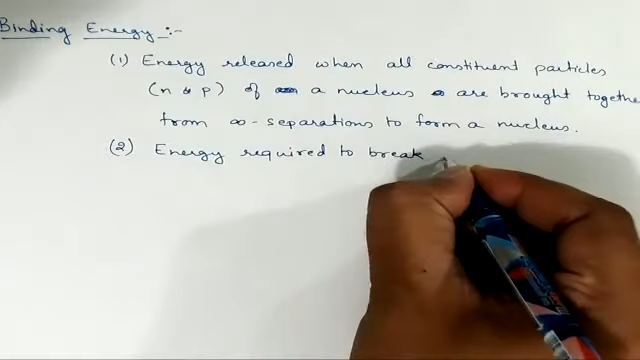 Binding Energy :-
(1) Energy released when all constituent particles
(n & p) of a nucleus are brought together
from ∞-separations to form a nucleus.
(2) Energy required to break